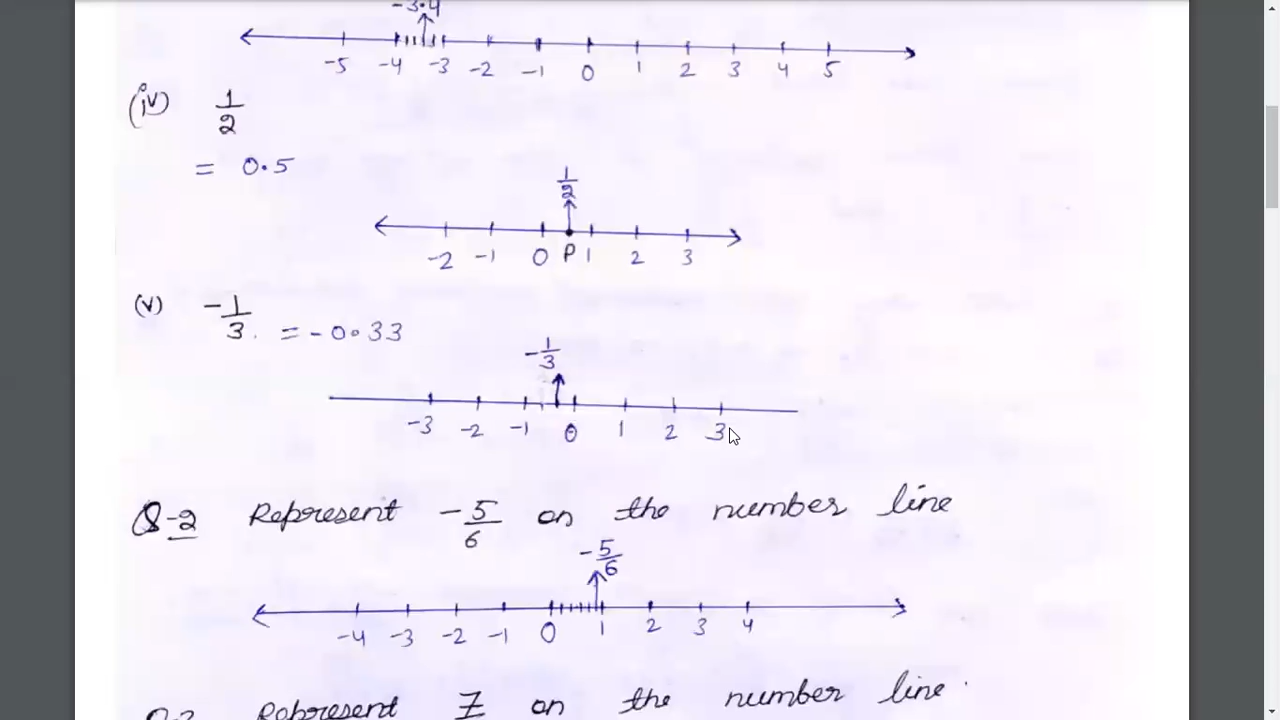 -3.4
-5 -4 -3 -2 -1 0 1 2 3 4 5
(iv) 1/2
= 0.5
1/2
-2 -1 0 P 1 2 3
(v) -1/3. = -0.33
-1/3
-3 -2 -1 0 1 2 3
Q-2 Represent -5/6 on the number line
-5/6
-4 -3 -2 -1 0 1 2 3 4
Represent on the number line.